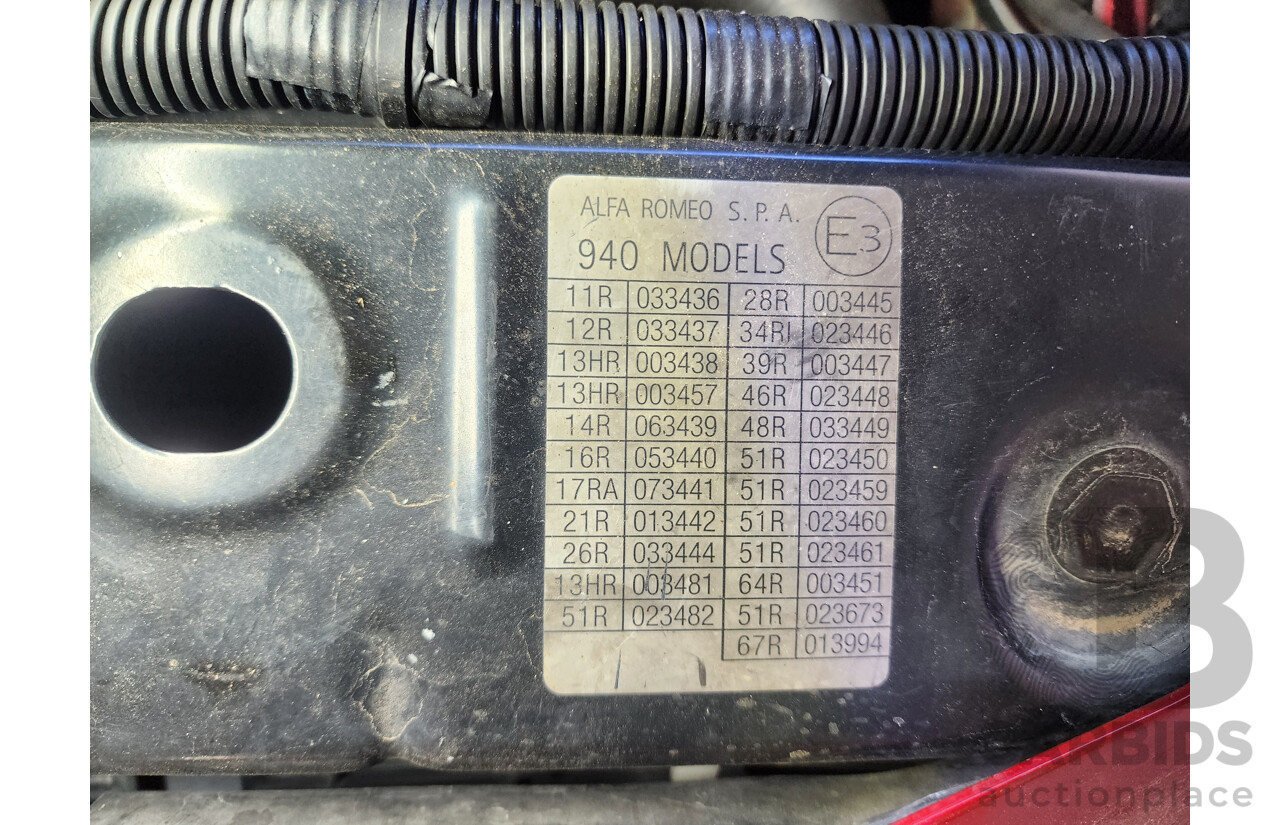 ALFA ROMEO S.P.A.
E3
940 MODELS
11R 033436 28R 003445
12R 033437 34RI 023446
13HR 003438 39R 003447
13HR 003457 46R 023448
14R 063439 48R 033449
16R 053440 51R 023450
17RA 073441 51R 023459
21R 013442 51R 023460
26R 033444 51R 023461
13HR 003481 64R 003451
51R 023482 51R 023673
67R 013994
B
BIDS
auctionplace